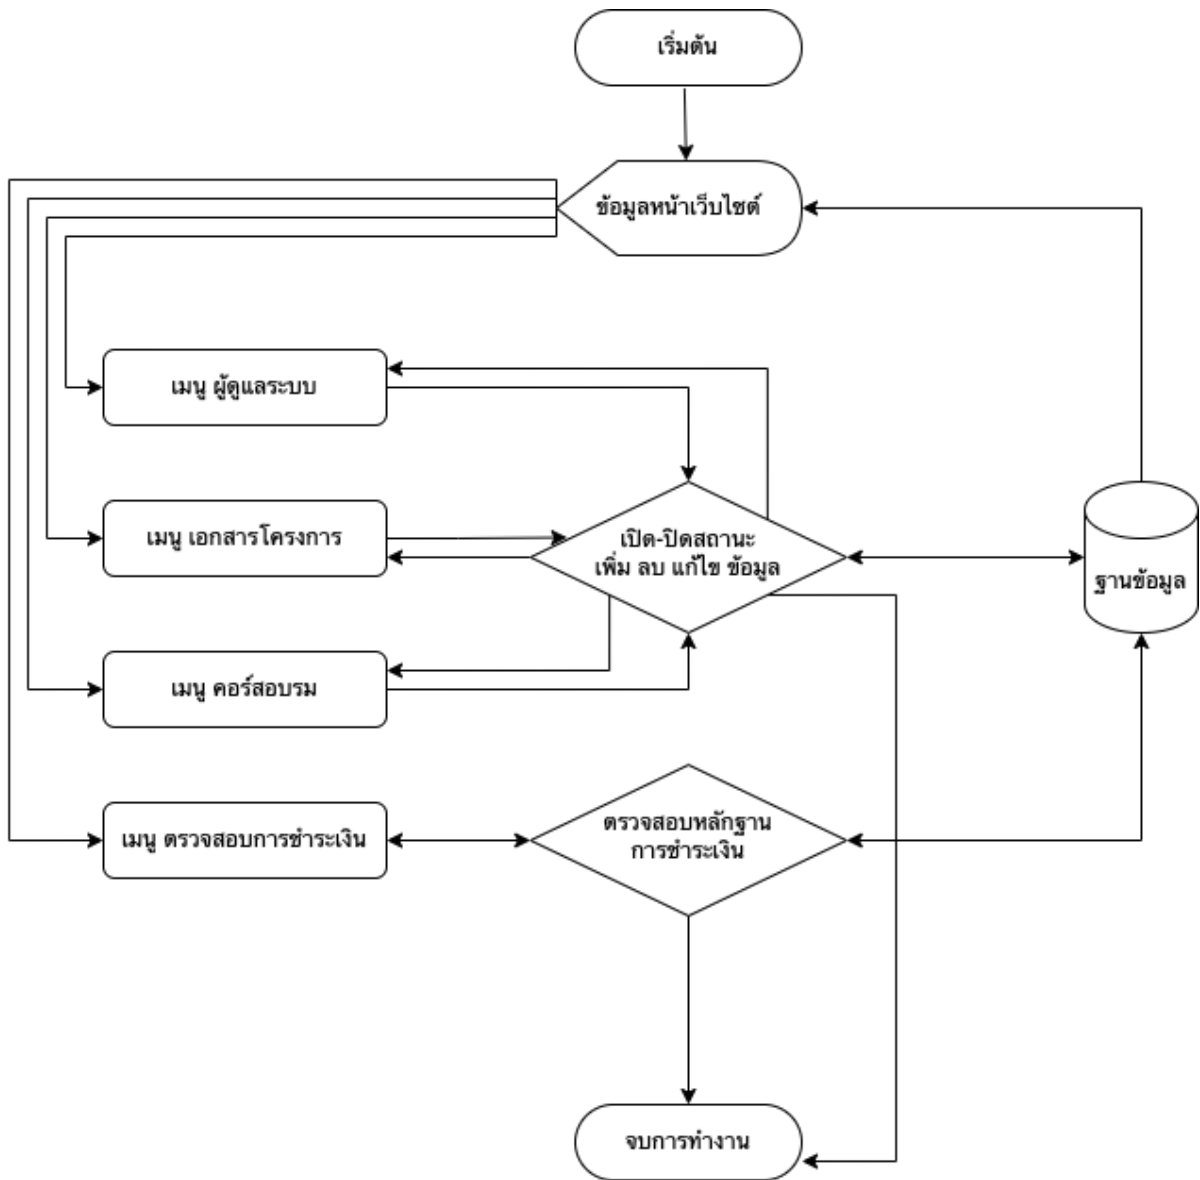 เริ่มต้น
ข้อมูลหน้าเว็บไซต์
เมนู ผู้ดูแลระบบ
เมนู เอกสารโครงการ
เปิด-ปิดสถานะ
เพิ่ม ลบ แก้ไข ข้อมูล
ฐานข้อมูล
เมนู คอร์สอบรม
เมนู ตรวจสอบการชำระเงิน
ตรวจสอบหลักฐาน
การชำระเงิน
จบการทำงาน